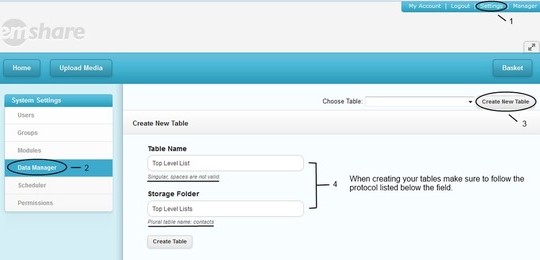 My Account | Logout | Settings | Manager
1
emshare
Home Upload Media Basket
Choose Table: Create New Table
3
System Settings
Users
Groups
Modules
Data Manager 2
Scheduler
Permissions
Create New Table
Table Name
Top Level List
Singular, spaces are not valid.
Storage Folder
Top Level Lists
Plural table name: contacts
Create Table
4
When creating your tables make sure to follow the
protocol listed below the field.